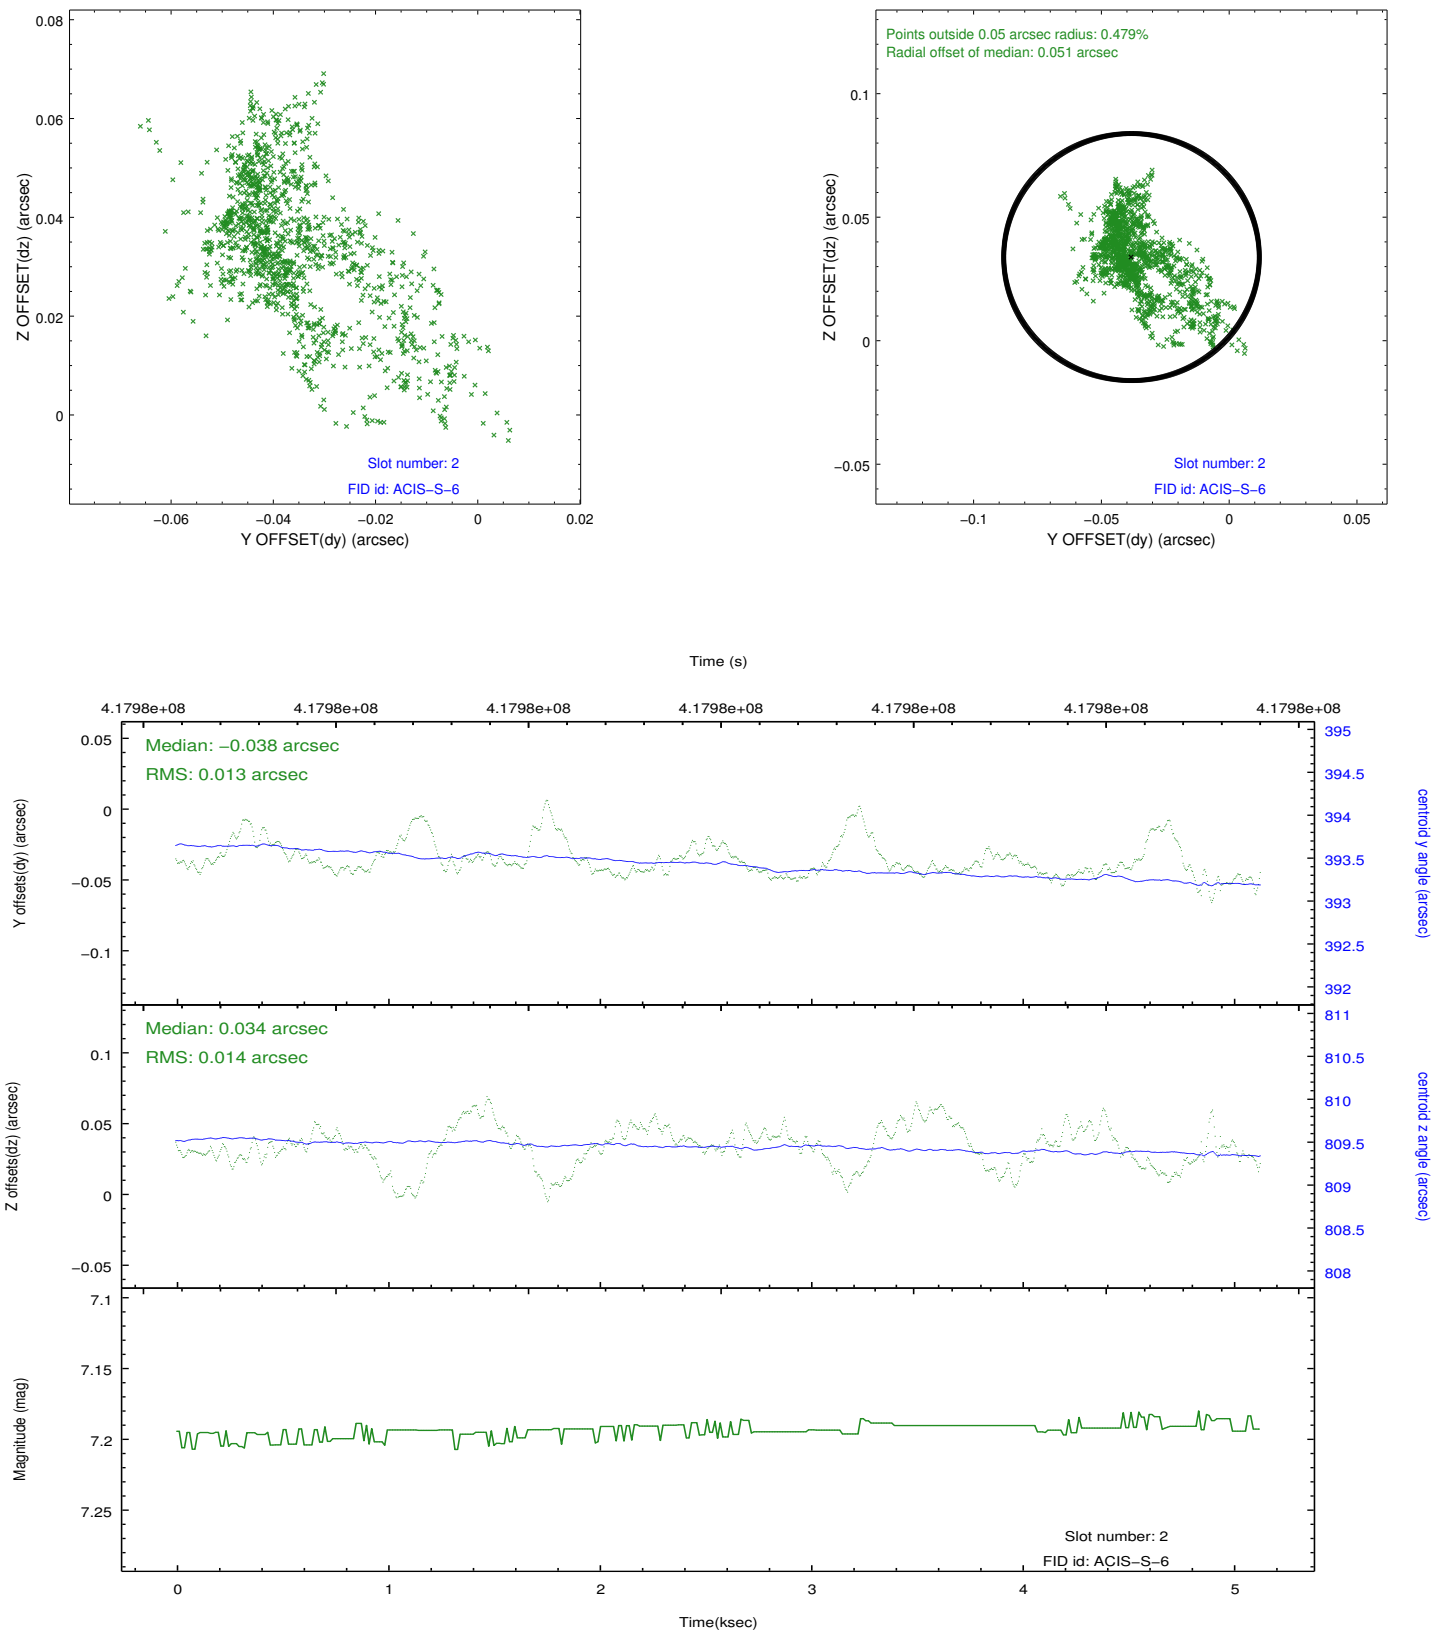 0.08
0.06
0.04
0.02
0
Z OFFSET(dz) (arcsec)
Slot number: 2
FID id: ACIS−S−6
−0.06
−0.04
−0.02
0
0.02
Y OFFSET(dy) (arcsec)
Points outside 0.05 arcsec radius: 0.479%
Radial offset of median: 0.051 arcsec
0.1
0.05
0
−0.05
Z OFFSET(dz) (arcsec)
Slot number: 2
FID id: ACIS−S−6
−0.1
−0.05
0
0.05
Y OFFSET(dy) (arcsec)
Time (s)
4.1798e+08
4.1798e+08
4.1798e+08
4.1798e+08
4.1798e+08
4.1798e+08
4.1798e+08
Median: −0.038 arcsec
RMS: 0.013 arcsec
0.05
0
−0.05
−0.1
Y offsets(dy) (arcsec)
395
394.5
394
393.5
393
392.5
392
centroid y angle (arcsec)
Median: 0.034 arcsec
RMS: 0.014 arcsec
0.1
0.05
0
−0.05
Z offsets(dz) (arcsec)
811
810.5
810
809.5
809
808.5
808
centroid z angle (arcsec)
7.1
7.15
7.2
7.25
Magnitude (mag)
Slot number: 2
FID id: ACIS−S−6
0
1
2
3
4
5
Time(ksec)